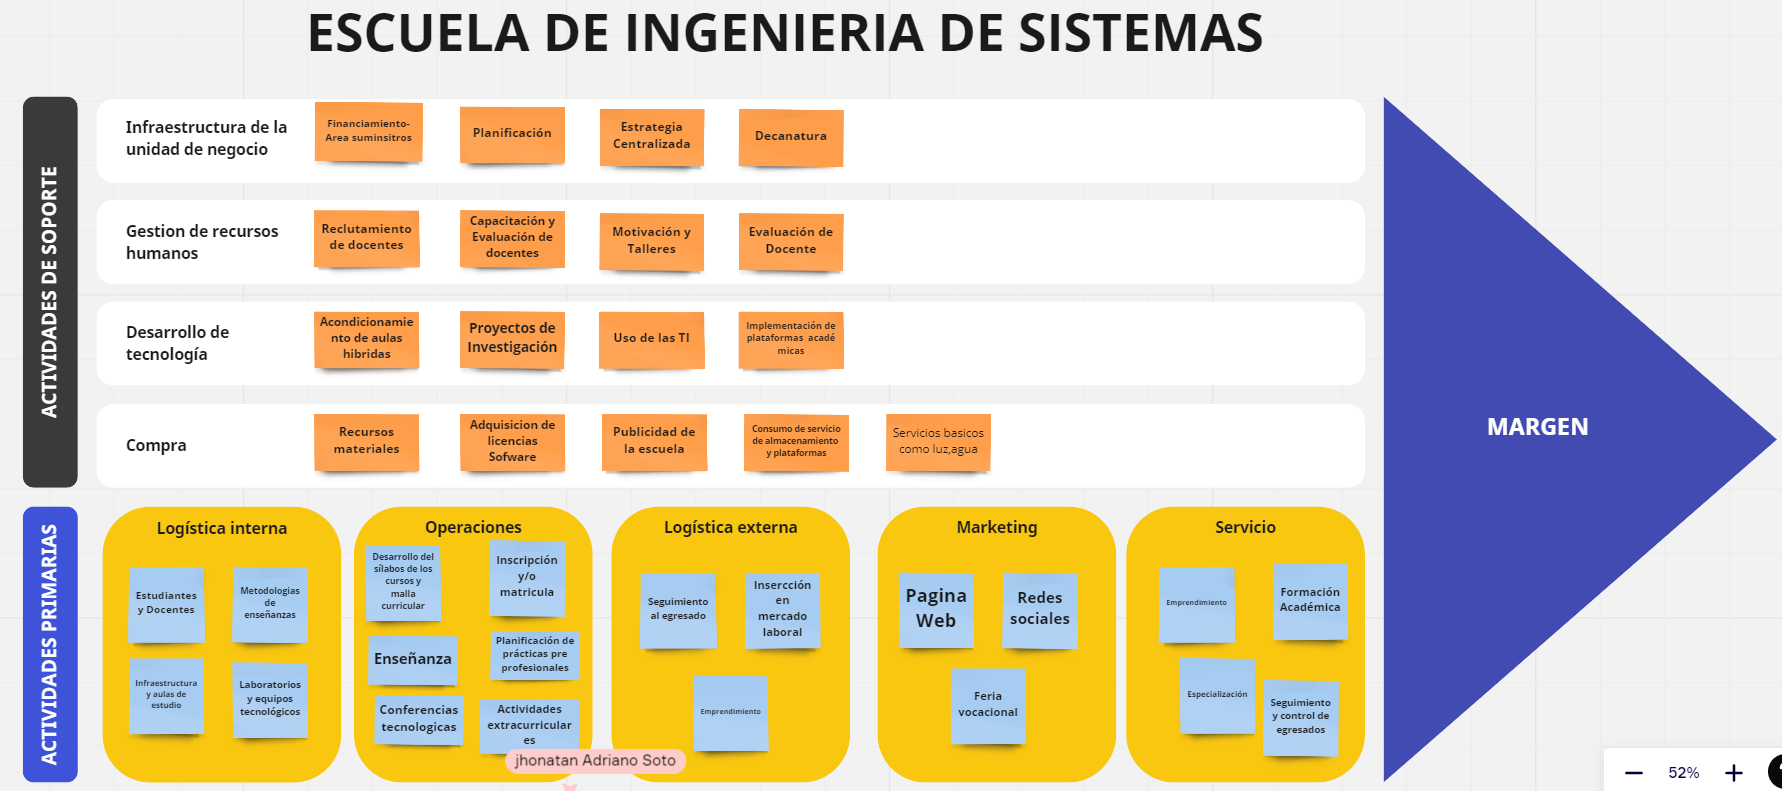 ESCUELA DE INGENIERIA DE SISTEMAS
ACTIVIDADES DE SOPORTE
Infraestructura de la
unidad de negocio
Financiamiento-
Area suminsitros
Planificación
Estrategia
Centralizada
Decanatura
Gestion de recursos
humanos
Reclutamiento
de docentes
Capacitación y
Evaluación de
docentes
Motivación y
Talleres
Evaluación de
Docente
Desarrollo de
tecnología
Acondicionamie
nto de aulas
hibridas
Proyectos de
Investigación
Uso de las TI
Implementación de
plataformas acadé
micas
Compra
Recursos
materiales
Adquisicion de
licencias
Sofware
Publicidad de
la escuela
Consumo de servicio
de almacenamiento
y plataformas
Servicios basicos
como luz,agua
MARGEN
ACTIVIDADES PRIMARIAS
Logística interna
Estudiantes
y Docentes
Metodologias
de
enseñanzas
Infraestructura
y aulas de
estudio
Laboratorios
y equipos
tecnológicos
Operaciones
Desarrollo del
sílabos de los
cursos y
malla
curricular
Inscripción
y/o
matricula
Enseñanza
Planificación de
prácticas pre
profesionales
Conferencias
tecnologicas
Actividades
extracurricular
es
jhonatan Adriano Soto
Logística externa
Seguimiento
al egresado
Insercción
en
mercado
laboral
Emprendimiento
Marketing
Pagina
Web
Redes
sociales
Feria
vocacional
Servicio
Emprendimiento
Formación
Académica
Especialización
Seguimiento
y control de
egresados
52%